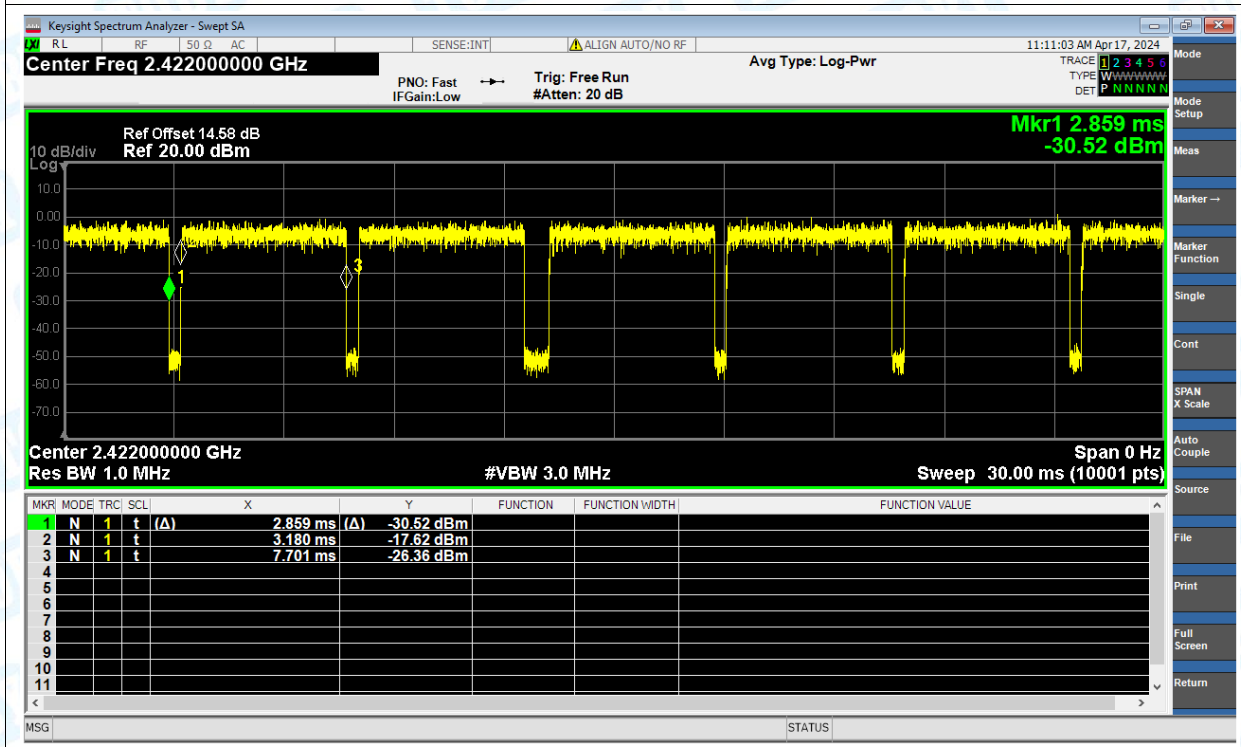 Keysight Spectrum Analyzer - Swept SA
LXI RL RF 50 Ω AC SENSE:INT ALIGN AUTO/NO RF 11:11:03 AM Apr 17, 2024
Center Freq 2.422000000 GHz
PNO: Fast
IFGain:Low
Trig: Free Run
#Atten: 20 dB
Avg Type: Log-Pwr
TRACE 1 2 3 4 5 6
TYPE WWWWWW
DET P N N N N N
Mkr1 2.859 ms
-30.52 dBm
Ref Offset 14.58 dB
10 dB/div Ref 20.00 dBm
Log
10.0
0.00
-10.0
-20.0
-30.0
-40.0
-50.0
-60.0
-70.0
1
3
Center 2.422000000 GHz Span 0 Hz
Res BW 1.0 MHz #VBW 3.0 MHz Sweep 30.00 ms (10001 pts)
MKR MODE TRC SCL X Y FUNCTION FUNCTION WIDTH FUNCTION VALUE
1 N 1 t (Δ) 2.859 ms (Δ) -30.52 dBm
2 N 1 t 3.180 ms -17.62 dBm
3 N 1 t 7.701 ms -26.36 dBm
4
5
6
7
8
9
10
11
MSG STATUS
Mode
Mode
Setup
Meas
Marker →
Marker
Function
Single
Cont
SPAN
X Scale
Auto
Couple
Source
File
Print
Full
Screen
Return